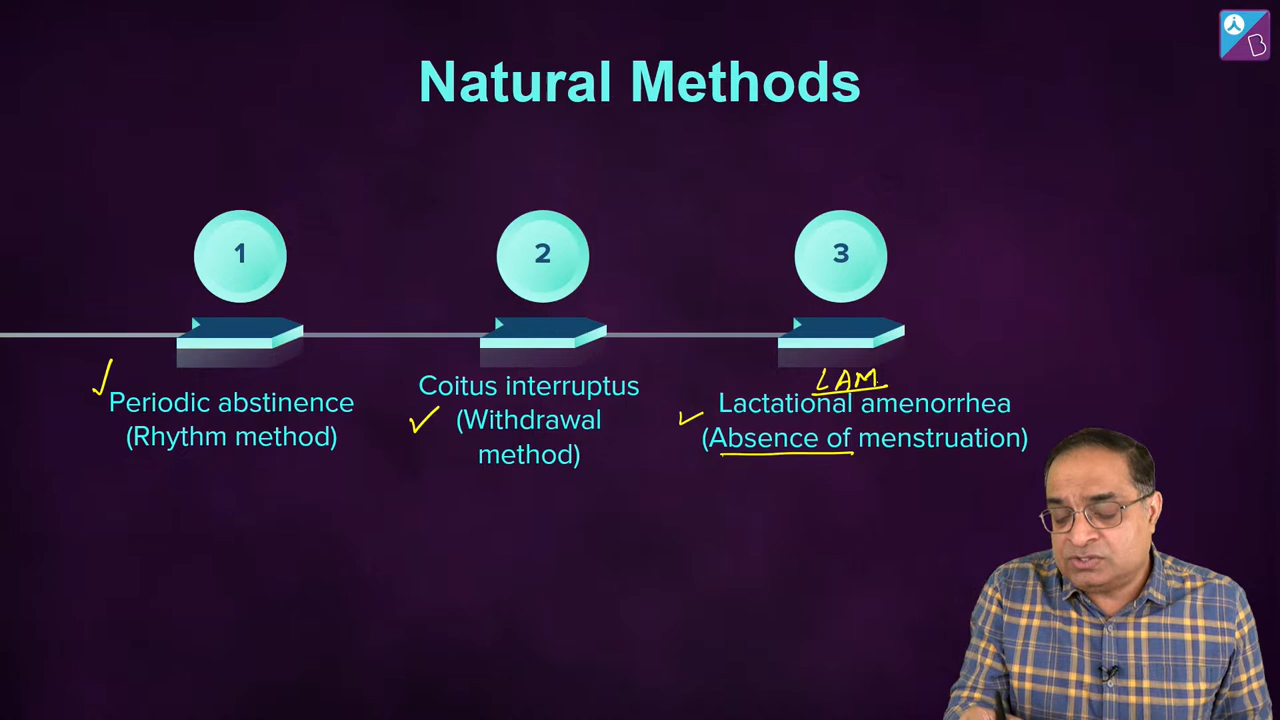 Natural Methods
1
2
3
Periodic abstinence
(Rhythm method)
Coitus interruptus
(Withdrawal
method)
LAM
Lactational amenorrhea
(Absence of menstruation)
B